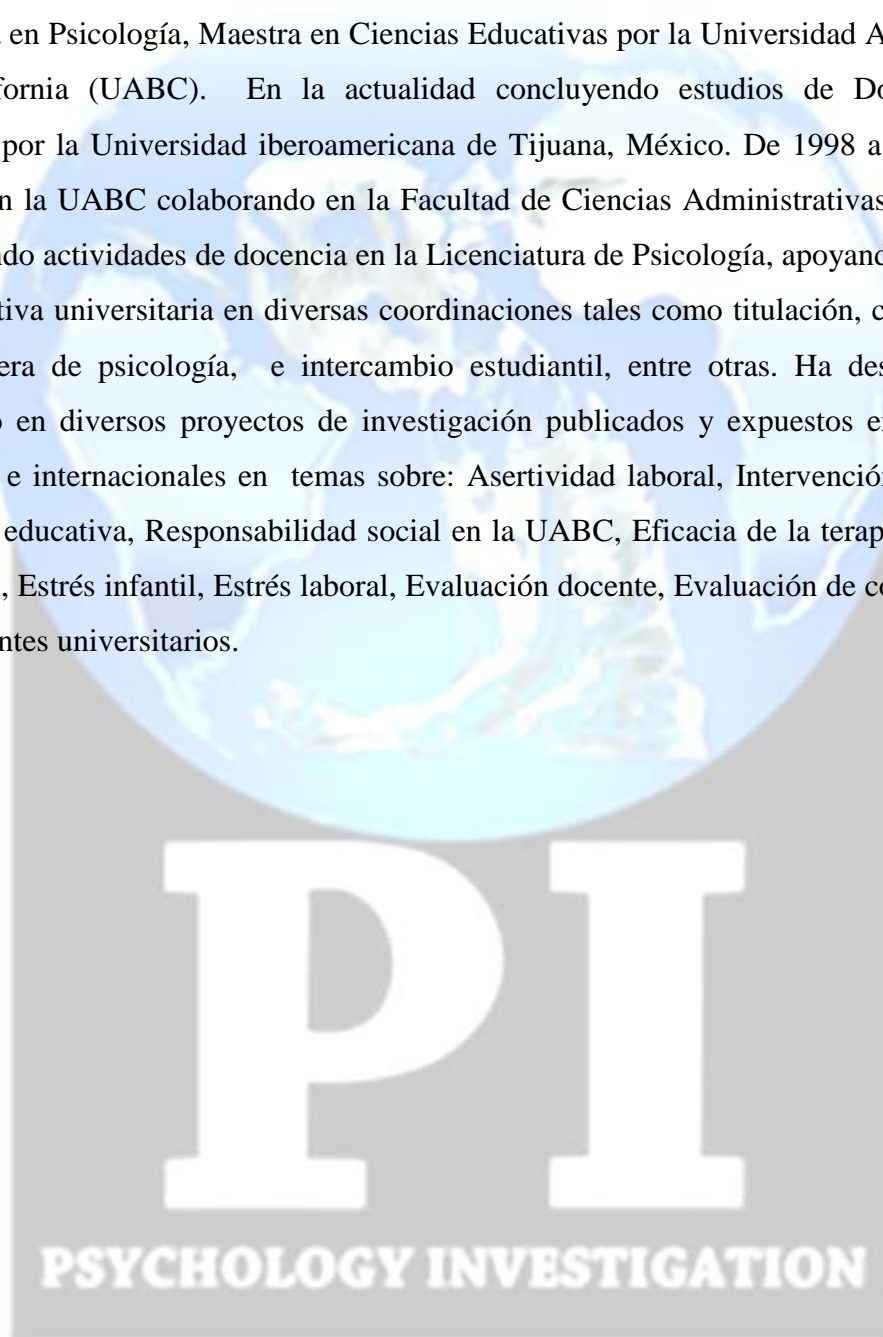 en Psicología, Maestra en Ciencias Educativas por la Universidad A
fornia (UABC). En la actualidad concluyendo estudios de Do
por la Universidad iberoamericana de Tijuana, México. De 1998 a
n la UABC colaborando en la Facultad de Ciencias Administrativas
ndo actividades de docencia en la Licenciatura de Psicología, apoyand
tiva universitaria en diversas coordinaciones tales como titulación, c
era de psicología, e intercambio estudiantil, entre otras. Ha des
o en diversos proyectos de investigación publicados y expuestos e
e internacionales en temas sobre: Asertividad laboral, Intervención
educativa, Responsabilidad social en la UABC, Eficacia de la terap
, Estrés infantil, Estrés laboral, Evaluación docente, Evaluación de co
ntes universitarios.
PI
PSYCHOLOGY INVESTIGATION